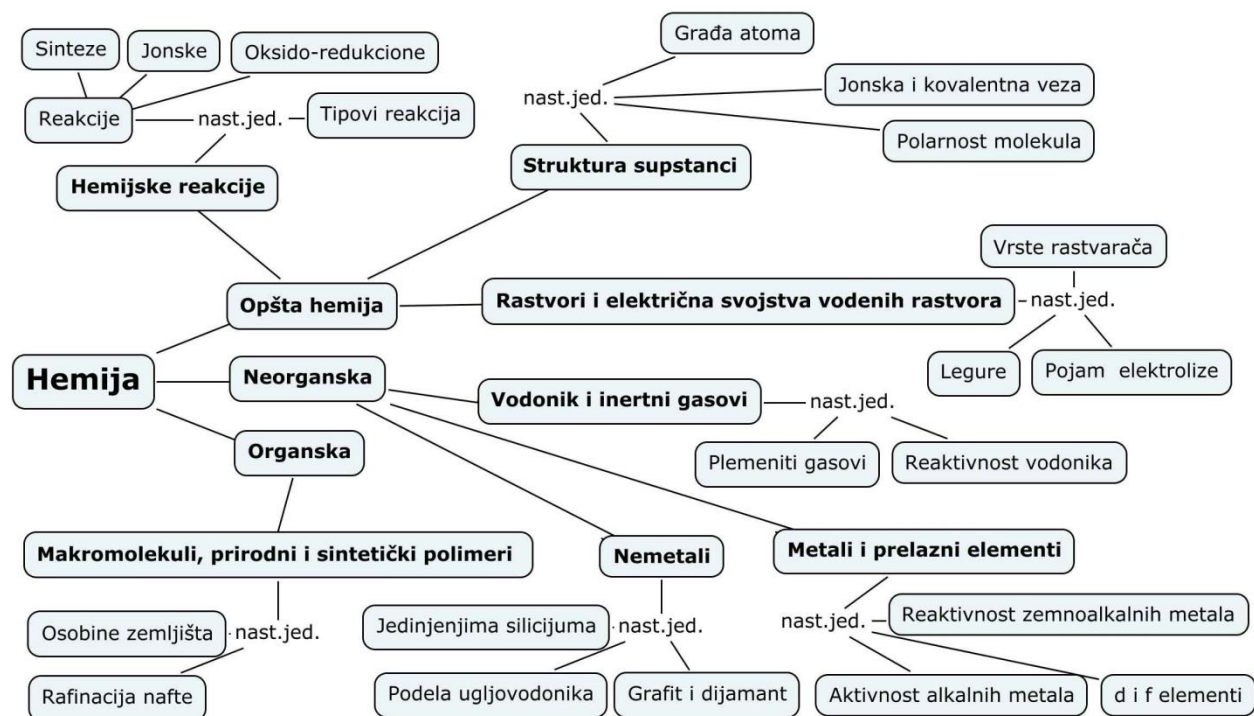 Građa atoma
Sinteze
Jonske
Oksido-redukcione
Jonska i kovalentna veza
nast.jed.
Reakcije
nast.jed.
Tipovi reakcija
Polarnost molekula
Struktura supstanci
Hemijske reakcije
Vrste rastvarača
Opšta hemija
Rastvori i električna svojstva vodenih rastvora
nast.jed.
Legure
Pojam elektrolize
Hemija
Neorganska
Vodonik i inertni gasovi
nast.jed.
Organska
Plemeniti gasovi
Reaktivnost vodonika
Makromolekuli, prirodni i sintetički polimeri
Nemetali
Metali i prelazni elementi
Osobine zemljišta
nast.jed.
Jedinjenjima silicijuma
nast.jed.
nast.jed.
Reaktivnost zemnoalkalnih metala
Rafinacija nafte
Podela ugljovodonika
Grafit i dijamant
Aktivnost alkalnih metala
d i f elementi